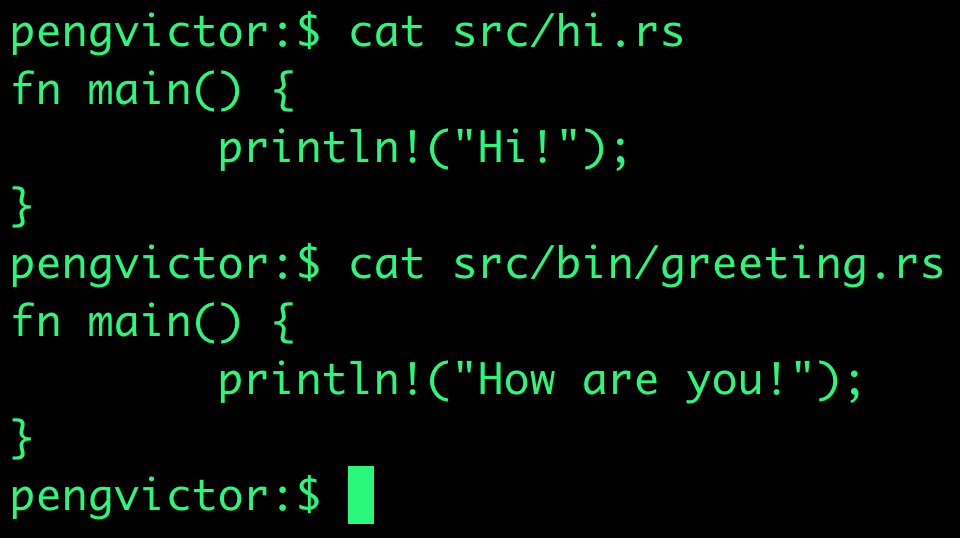 pengvictor:$ cat src/hi.rs
fn main() {
        println!("Hi!");
}
pengvictor:$ cat src/bin/greeting.rs
fn main() {
        println!("How are you!");
}
pengvictor:$